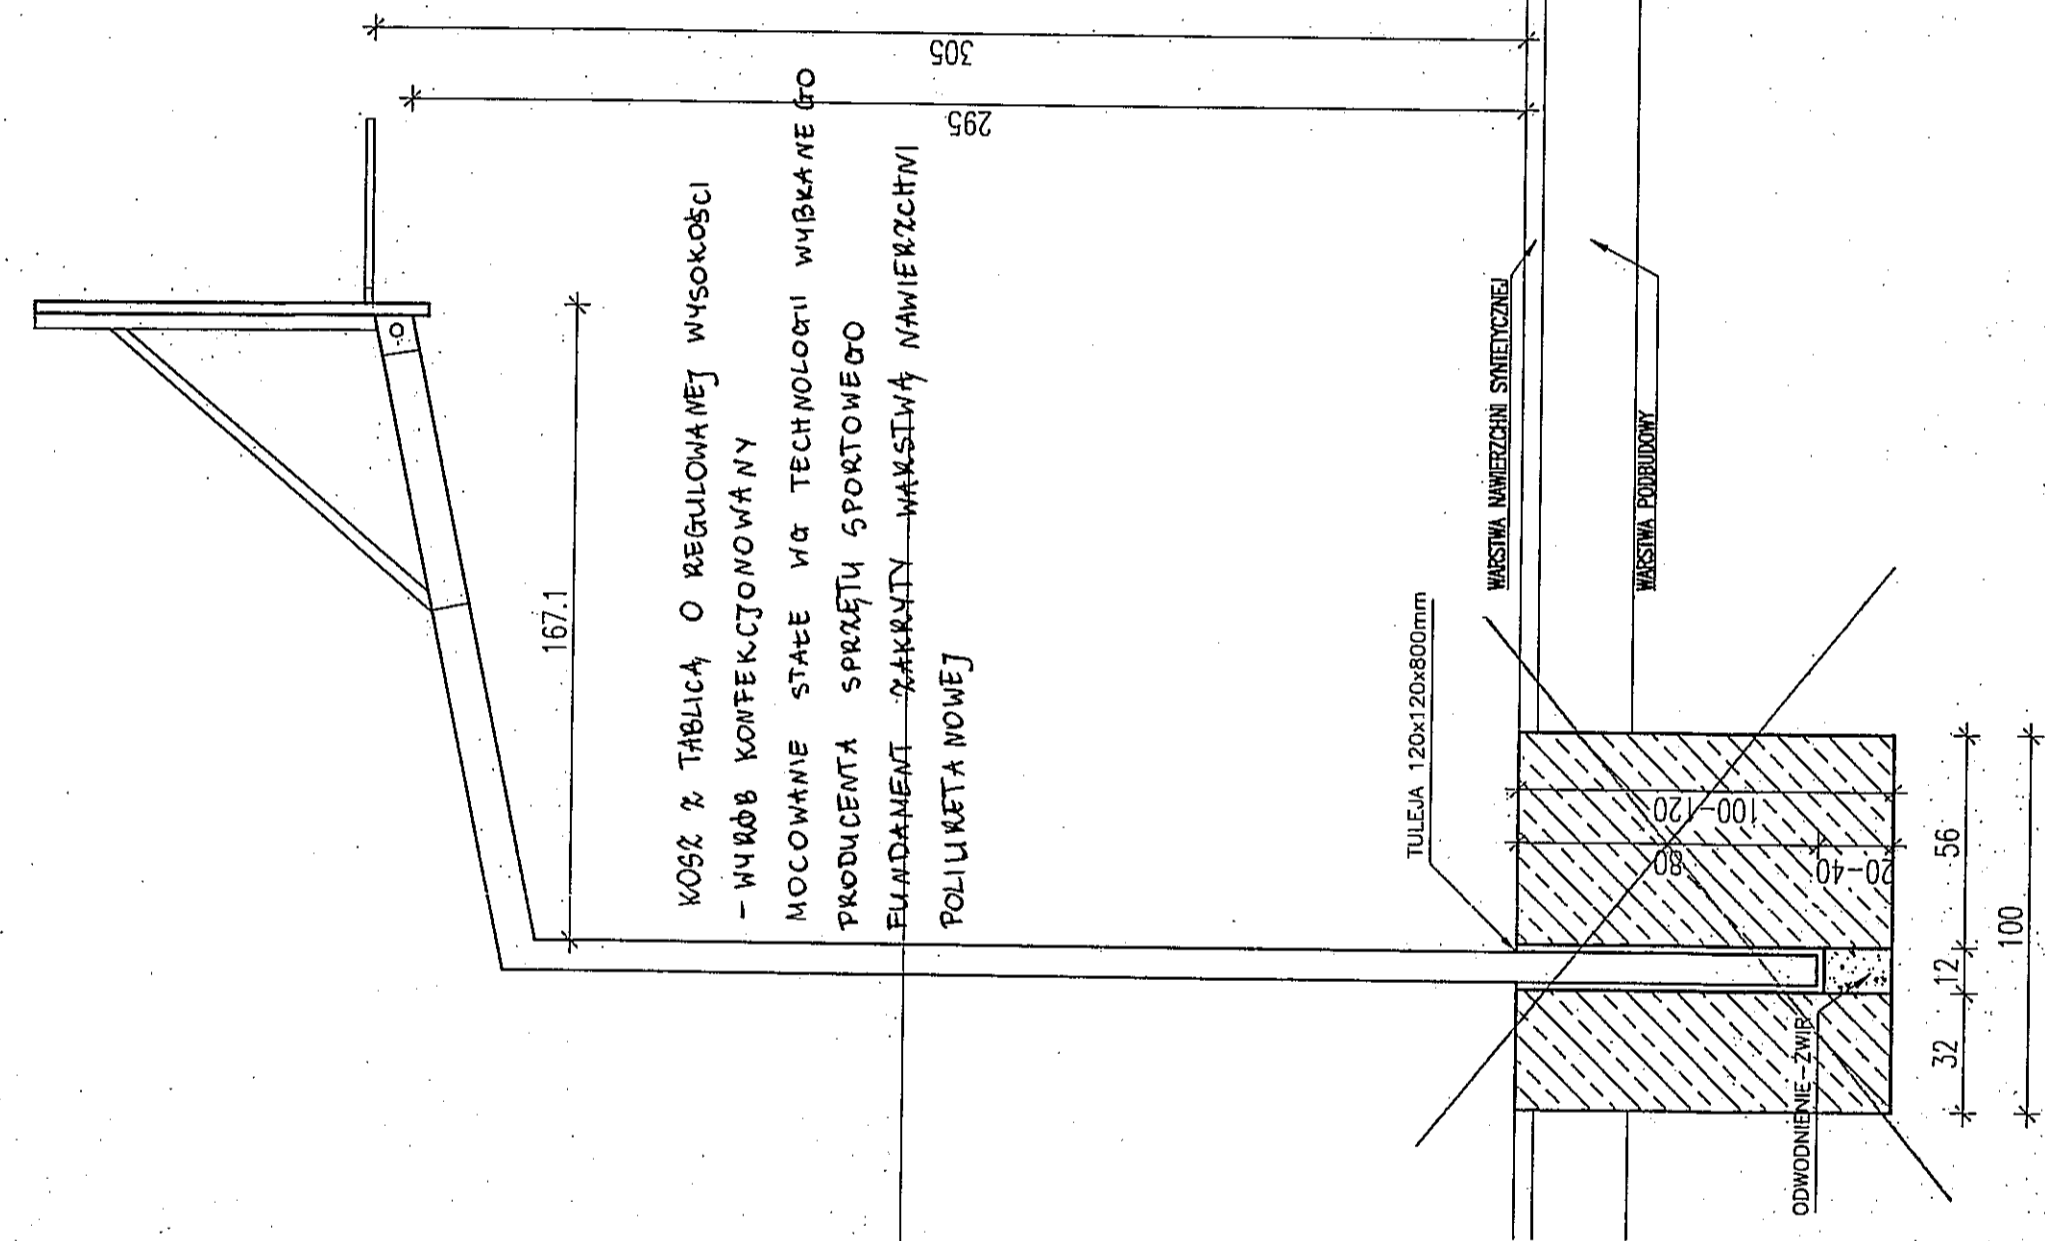 305
295
KOSZ Z TABLICĄ O REGULOWANEJ WYSOKOŚCI
- WYRÓB KONFEKCJONOWANY
MOCOWANIE STAŁE WG TECHNOLOGII WYBRANEGO
PRODUCENTA SPRZĘTU SPORTOWEGO
FUNDAMENT ZAKRYTY WARSTWĄ NAWIERZCHNI
POLIURETANOWEJ
167.1
WARSTWA NAWIERZCHNI SYNTETYCZNEJ
WARSTWA PODBUDOWY
TULEJA 120x120x800mm
100-120
80
20-40
ODWODNIENIE-ŻWIR
32
12
56
100